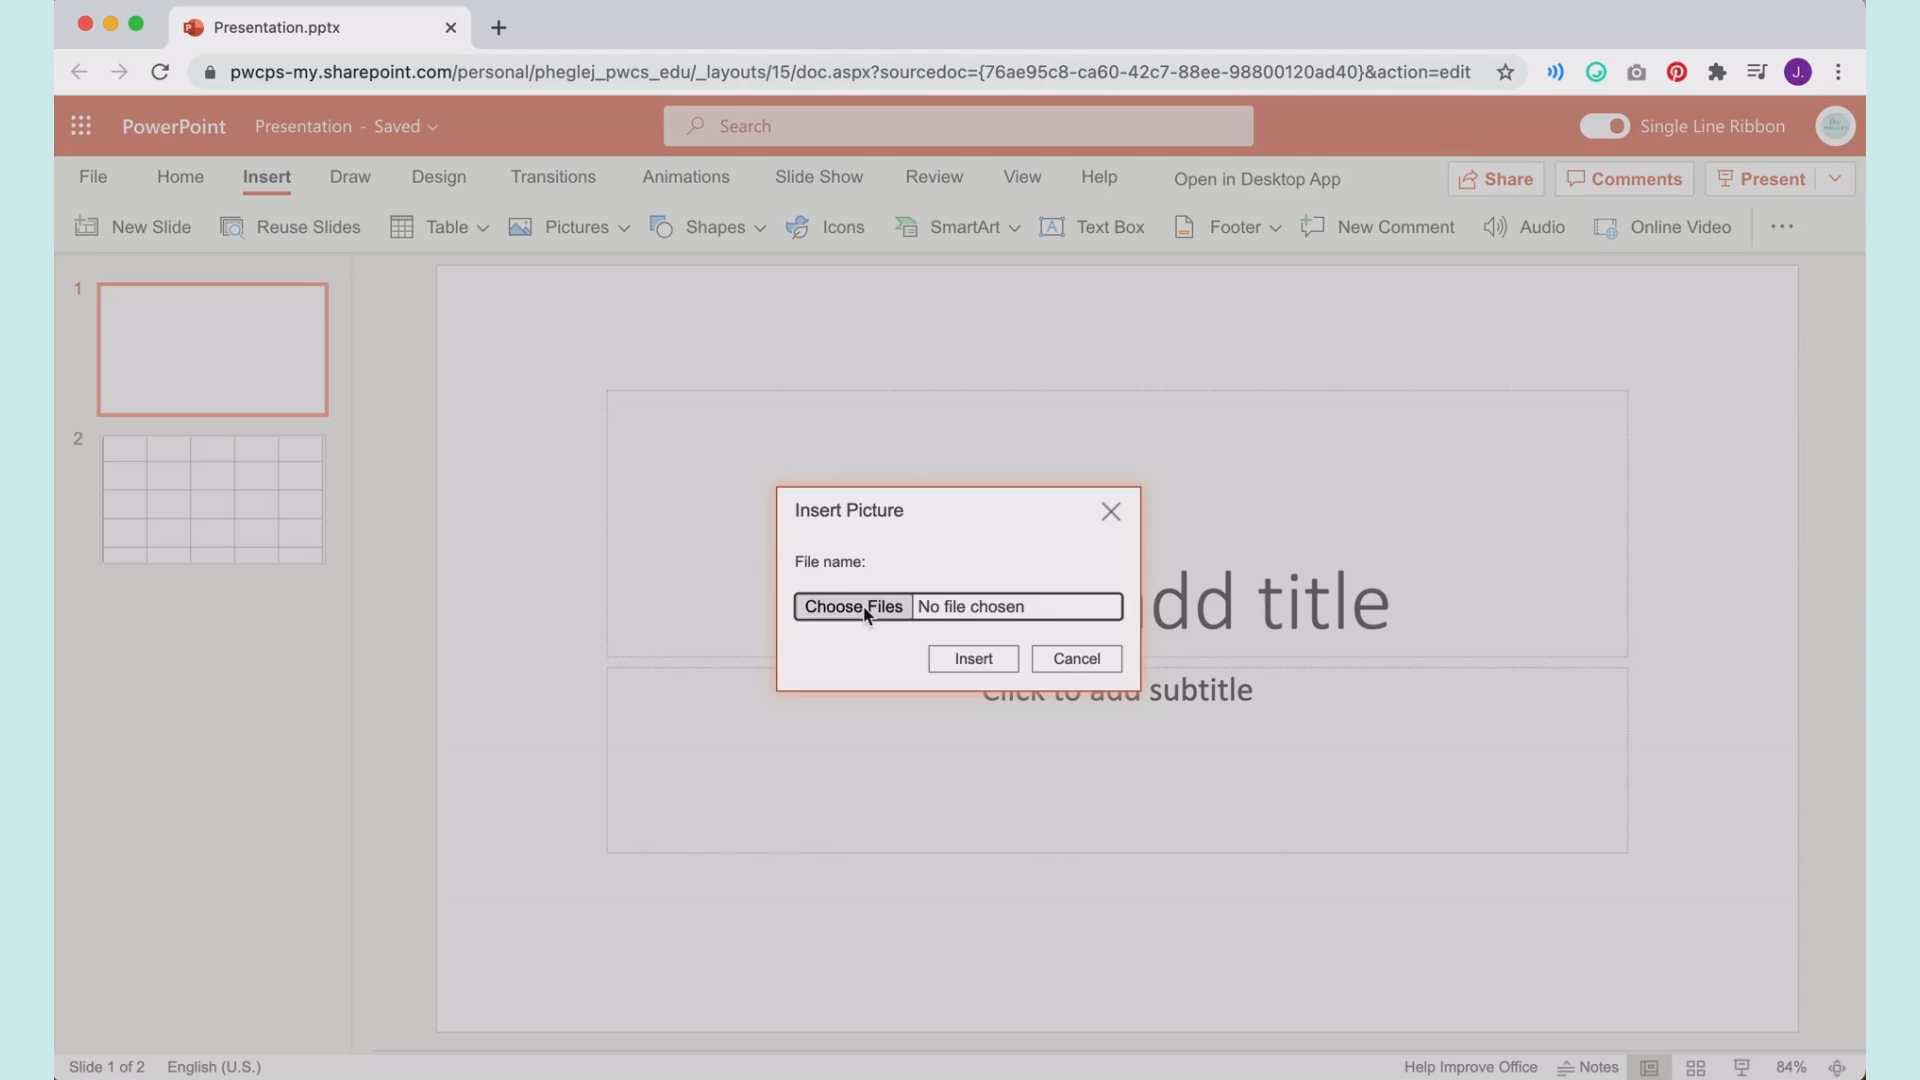 Presentation.pptx
pwcps-my.sharepoint.com/personal/pheglej_pwcs_edu/_layouts/15/doc.aspx?sourcedoc={76ae95c8-ca60-42c7-88ee-98800120ad40}&action=edit
J.
PowerPoint Presentation - Saved Search Single Line Ribbon
File Home Insert Draw Design Transitions Animations Slide Show Review View Help Open in Desktop App Share Comments Present
New Slide Reuse Slides Table Pictures Shapes Icons SmartArt Text Box Footer New Comment Audio Online Video ...
1
2
Insert Picture
File name:
Choose Files No file chosen
Insert Cancel
dd title
Click to add subtitle
Slide 1 of 2 English (U.S.) Help Improve Office Notes 84%